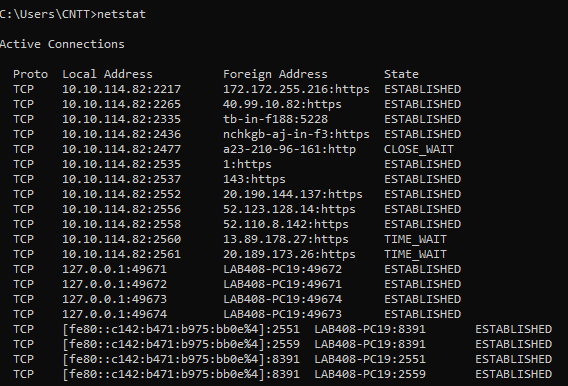 C:\Users\CNTT>netstat
Active Connections
Proto  Local Address          Foreign Address        State
TCP    10.10.114.82:2217      172.172.255.216:https  ESTABLISHED
TCP    10.10.114.82:2265      40.99.10.82:https      ESTABLISHED
TCP    10.10.114.82:2335      tb-in-f188:5228        ESTABLISHED
TCP    10.10.114.82:2436      nchkgb-aj-in-f3:https  ESTABLISHED
TCP    10.10.114.82:2477      a23-210-96-161:http    CLOSE_WAIT
TCP    10.10.114.82:2535      1:https                ESTABLISHED
TCP    10.10.114.82:2537      143:https              ESTABLISHED
TCP    10.10.114.82:2552      20.190.144.137:https   ESTABLISHED
TCP    10.10.114.82:2556      52.123.128.14:https    ESTABLISHED
TCP    10.10.114.82:2558      52.110.8.142:https     ESTABLISHED
TCP    10.10.114.82:2560      13.89.178.27:https     TIME_WAIT
TCP    10.10.114.82:2561      20.189.173.26:https    TIME_WAIT
TCP    127.0.0.1:49671        LAB408-PC19:49672      ESTABLISHED
TCP    127.0.0.1:49672        LAB408-PC19:49671      ESTABLISHED
TCP    127.0.0.1:49673        LAB408-PC19:49674      ESTABLISHED
TCP    127.0.0.1:49674        LAB408-PC19:49673      ESTABLISHED
TCP    [fe80::c142:b471:b975:bb0e%4]:2551  LAB408-PC19:8391       ESTABLISHED
TCP    [fe80::c142:b471:b975:bb0e%4]:2559  LAB408-PC19:8391       ESTABLISHED
TCP    [fe80::c142:b471:b975:bb0e%4]:8391  LAB408-PC19:2551       ESTABLISHED
TCP    [fe80::c142:b471:b975:bb0e%4]:8391  LAB408-PC19:2559       ESTABLISHED